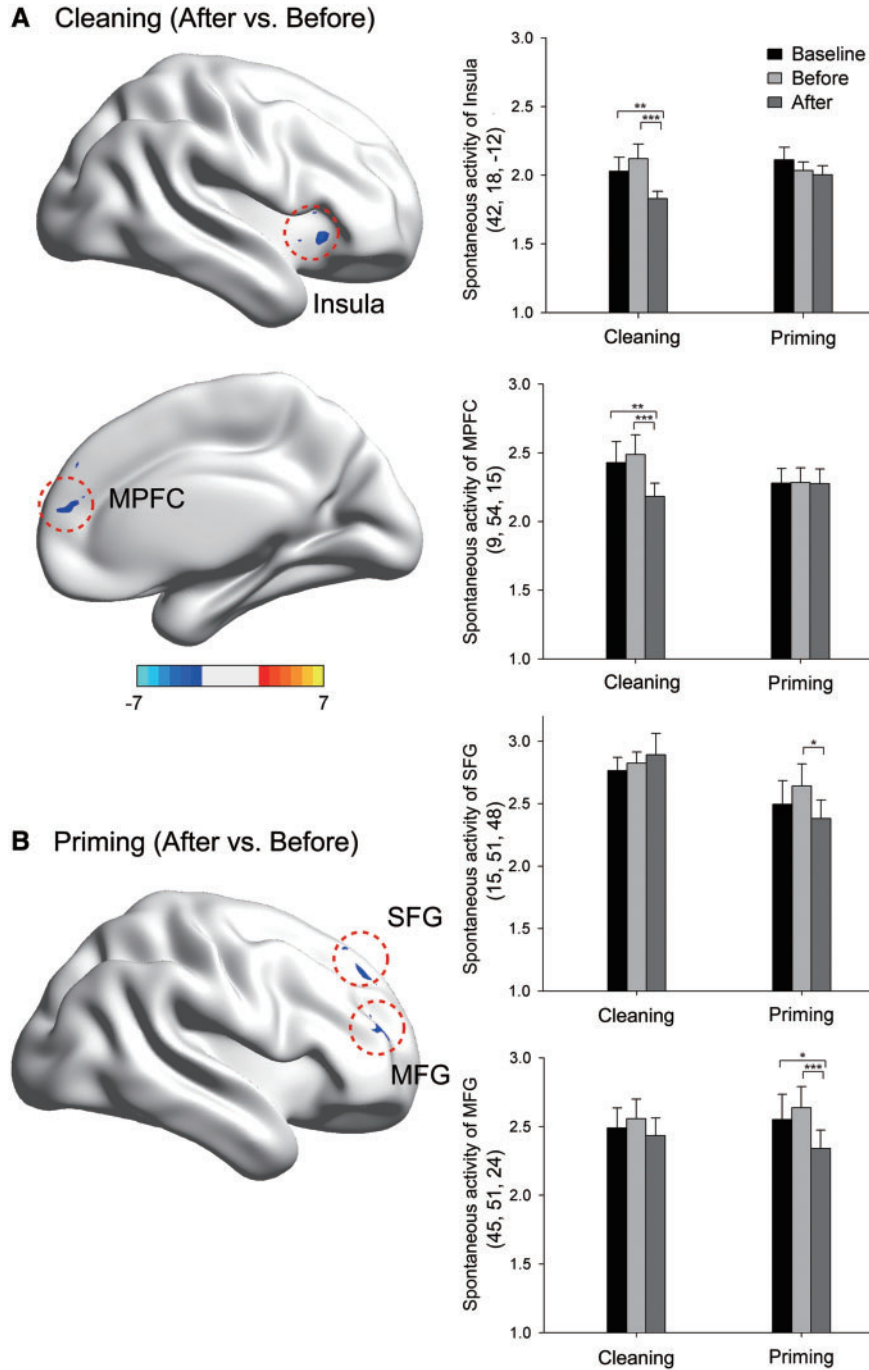 A Cleaning (After vs. Before)
Insula
MPFC
-7 7
Spontaneous activity of Insula
(42, 18, -12)
3.0
2.5
2.0
1.5
1.0
Baseline
Before
After
**
***
Cleaning Priming
Spontaneous activity of MPFC
(9, 54, 15)
3.0
2.5
2.0
1.5
1.0
**
***
Cleaning Priming
B Priming (After vs. Before)
SFG
MFG
Spontaneous activity of SFG
(15, 51, 48)
3.0
2.5
2.0
1.5
1.0
*
Cleaning Priming
Spontaneous activity of MFG
(45, 51, 24)
3.0
2.5
2.0
1.5
1.0
*
***
Cleaning Priming